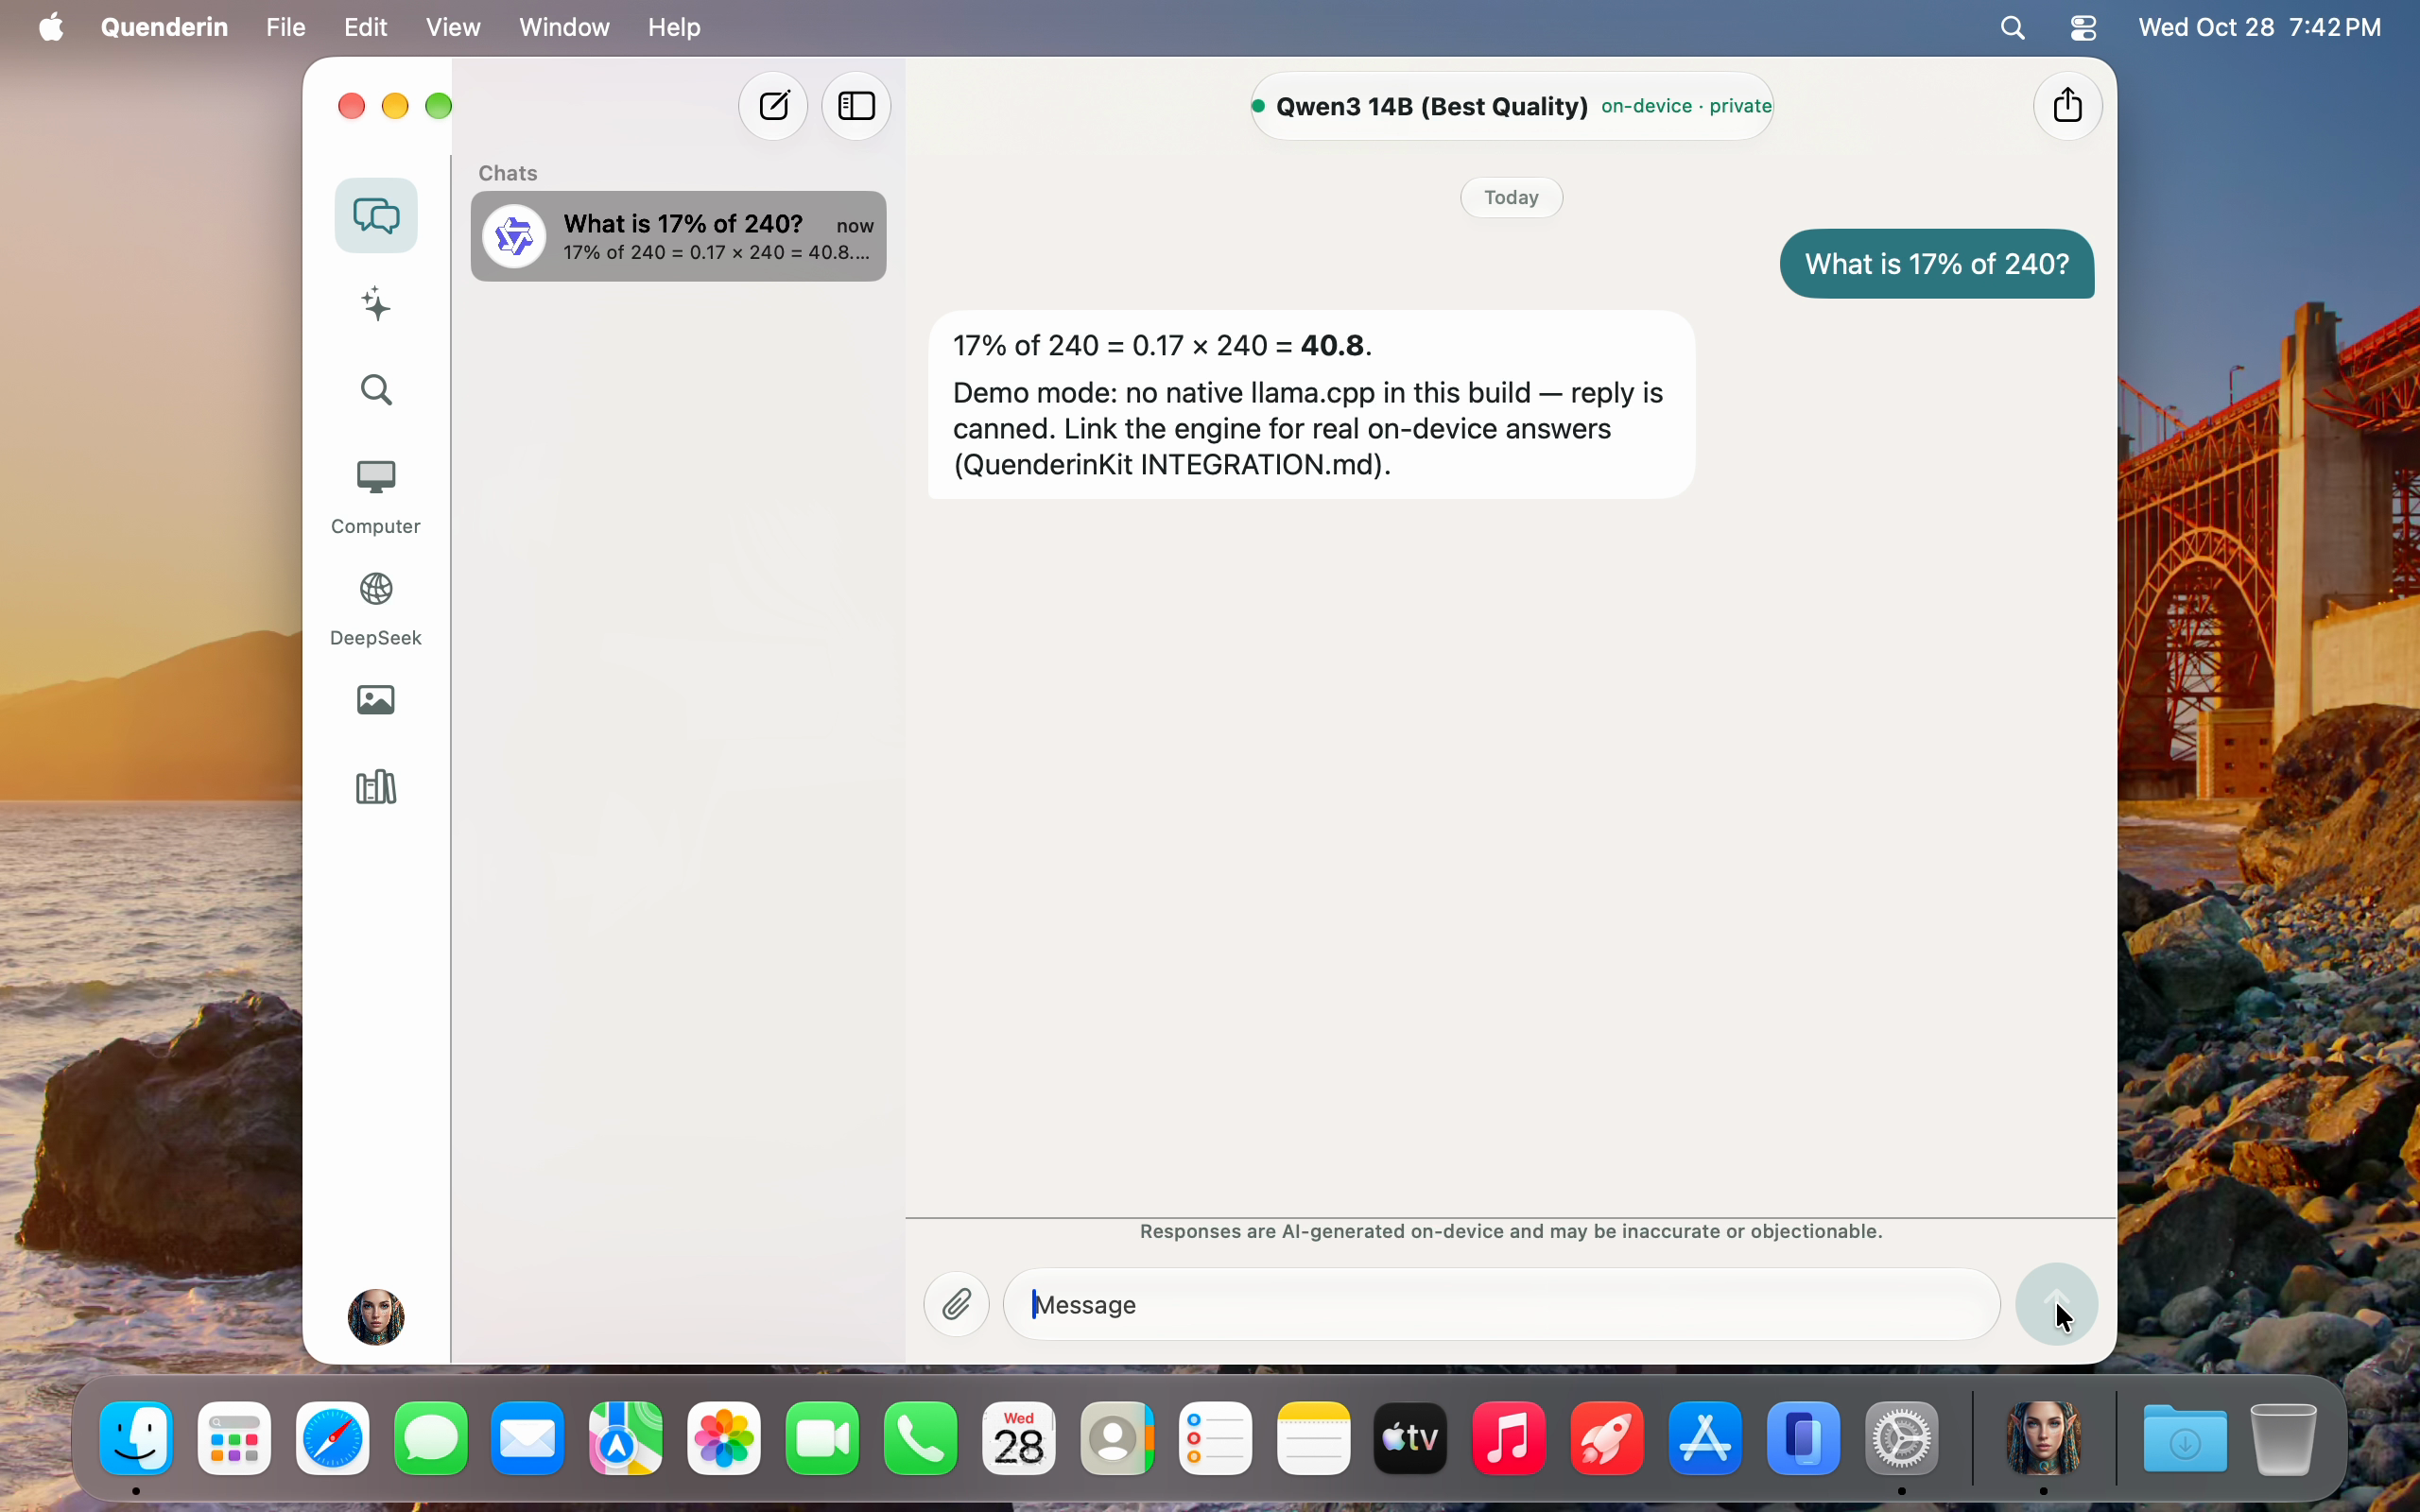 Quenderin File Edit View Window Help Wed Oct 28 7:42 PM
Qwen3 14B (Best Quality) on-device · private
Chats
What is 17% of 240? now
17% of 240 = 0.17 × 240 = 40.8....
Today
What is 17% of 240?
17% of 240 = 0.17 × 240 = 40.8.
Demo mode: no native llama.cpp in this build — reply is
canned. Link the engine for real on-device answers
(QuenderinKit INTEGRATION.md).
Computer
DeepSeek
Responses are AI-generated on-device and may be inaccurate or objectionable.
Message
Wed
28
tv